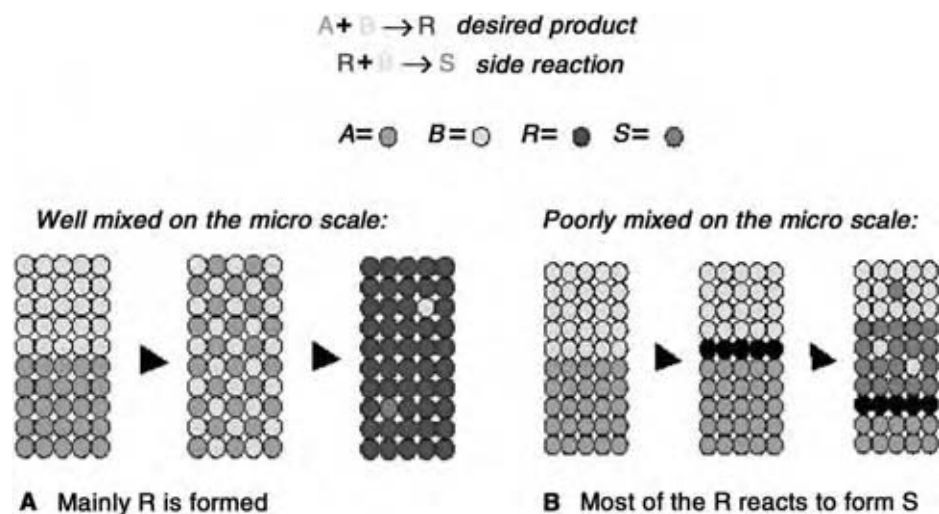 A + B → R desired product
R + B → S side reaction
A= B= R= S=
Well mixed on the micro scale:
Poorly mixed on the micro scale:
A Mainly R is formed
B Most of the R reacts to form S